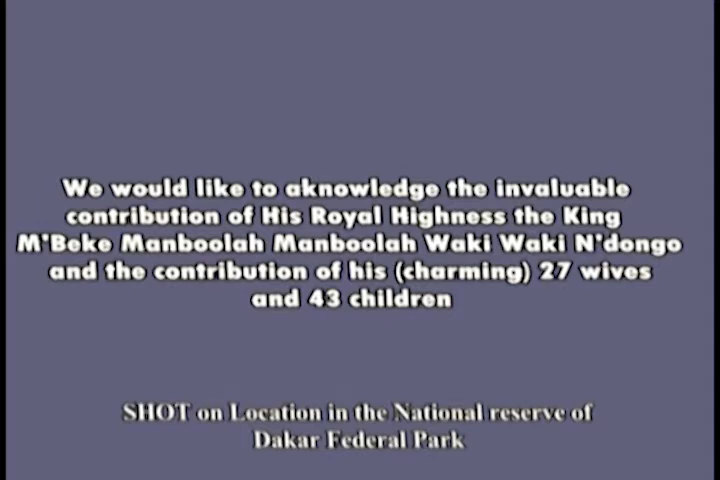 We would like to aknowledge the invaluable
contribution of His Royal Highness the King
M'Beke Manboolah Manboolah Waki Waki N'dongo
and the contribution of his (charming) 27 wives
and 43 children
SHOT on Location in the National reserve of
Dakar Federal Park